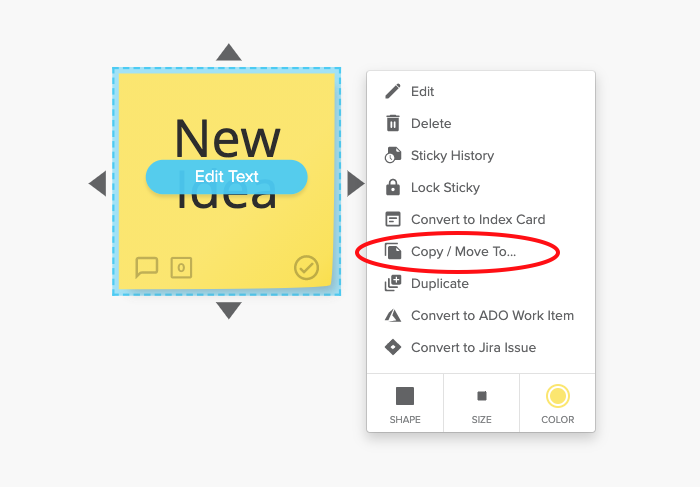 New
Edit Text
Idea
0
Edit
Delete
Sticky History
Lock Sticky
Convert to Index Card
Copy / Move To...
Duplicate
Convert to ADO Work Item
Convert to Jira Issue
SHAPE
SIZE
COLOR